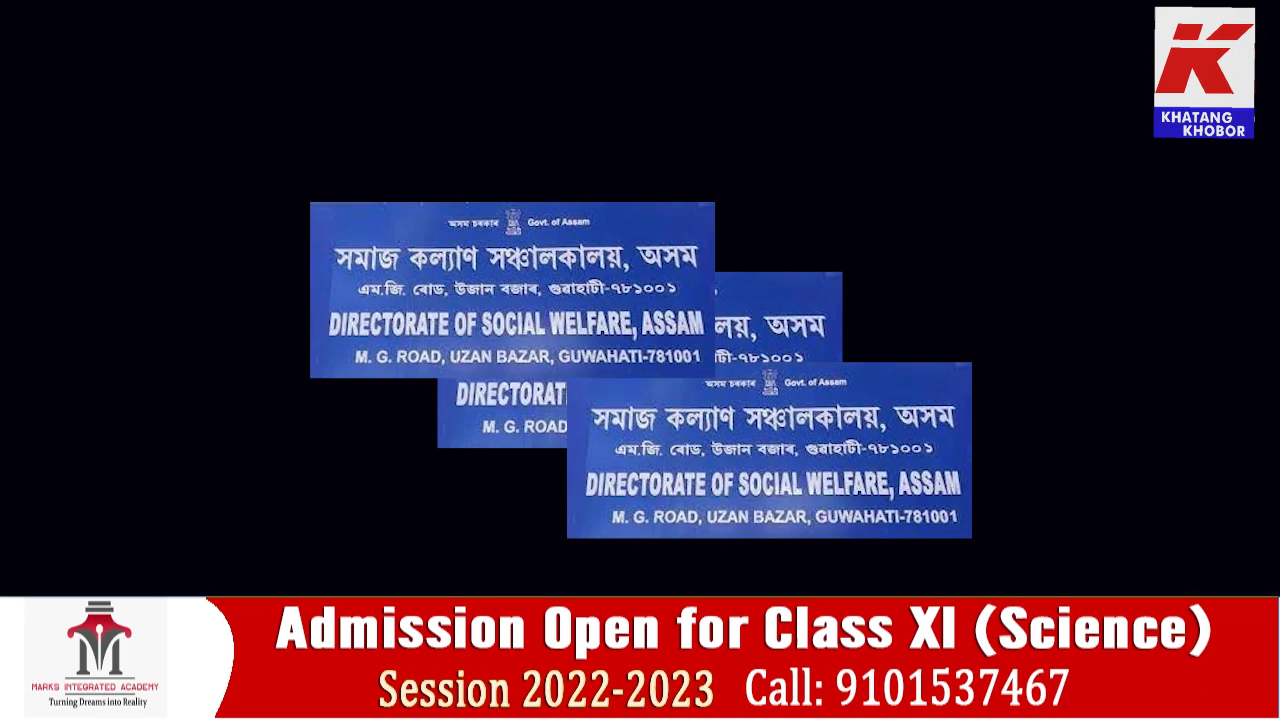 KHATANG
KHOBOR
অসম চৰকাৰ Govt. of Assam
সমাজ কল্যাণ সঞ্চালকালয়, অসম
এম.জি. ৰোড, উজান বজাৰ, গুৱাহাটী-৭৮১০০১
DIRECTORATE OF SOCIAL WELFARE, ASSAM
M. G. ROAD, UZAN BAZAR, GUWAHATI-781001
লয়, অসম
টী-৭৮১০০১
DIRECTORAT
M. G. ROAD
অসম চৰকাৰ Govt. of Assam
সমাজ কল্যাণ সঞ্চালকালয়, অসম
এম.জি. ৰোড, উজান বজাৰ, গুৱাহাটী-৭৮১০০১
DIRECTORATE OF SOCIAL WELFARE, ASSAM
M. G. ROAD, UZAN BAZAR, GUWAHATI-781001
Admission Open for Class XI (Science)
Session 2022-2023 Call: 9101537467
MARKS INTEGRATED ACADEMY
Turning Dreams into Reality